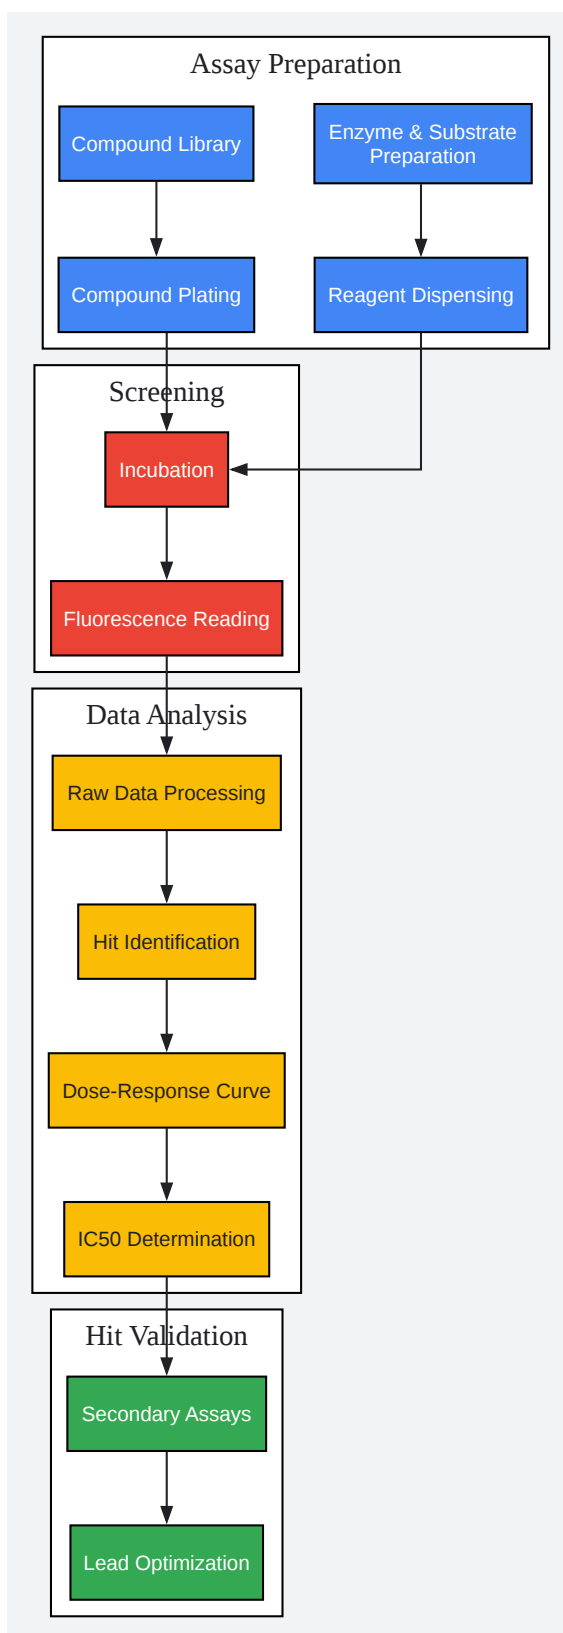 Assay Preparation
Compound Library
Enzyme & Substrate
Preparation
Compound Plating
Reagent Dispensing
Screening
Incubation
Fluorescence Reading
Data Analysis
Raw Data Processing
Hit Identification
Dose-Response Curve
IC50 Determination
Hit Validation
Secondary Assays
Lead Optimization